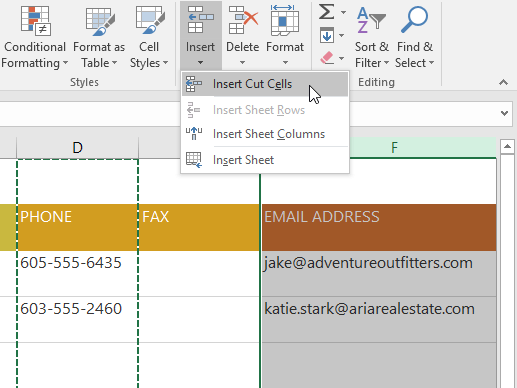 Conditional Formatting
Format as Table
Cell Styles
Insert
Delete
Format
Sort & Filter
Find & Select
Styles
Editing
Insert Cut Cells
Insert Sheet Rows
Insert Sheet Columns
Insert Sheet
D
F
PHONE FAX EMAIL ADDRESS
605-555-6435 jake@adventureoutfitters.com
603-555-2460 katie.stark@ariarealestate.com